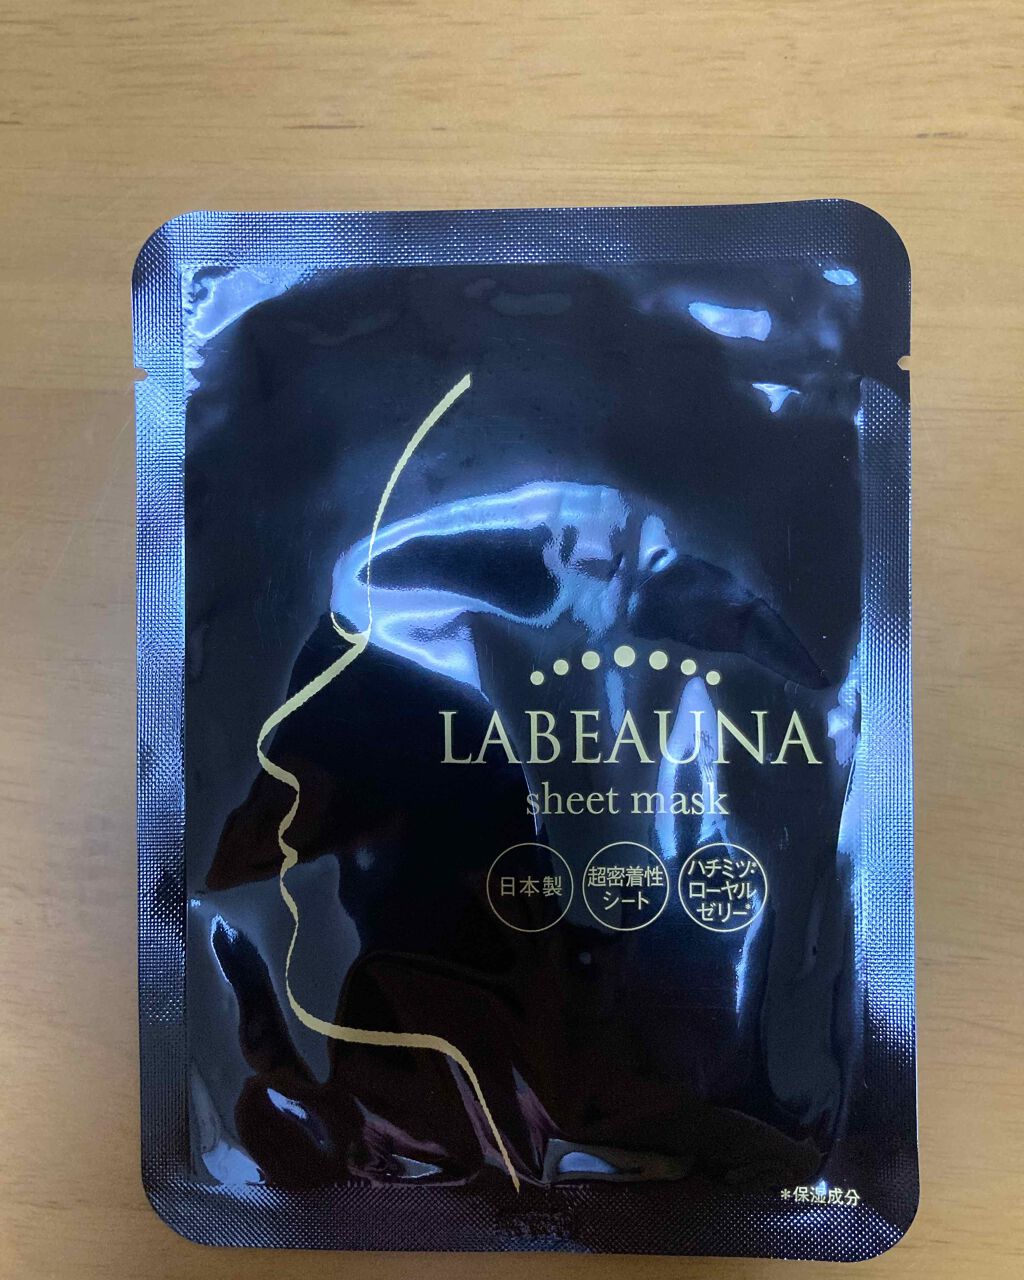 LABEAUNA
sheet mask
日本製
超密着性
シート
ハチミツ*
ローヤル
ゼリー*
*保湿成分